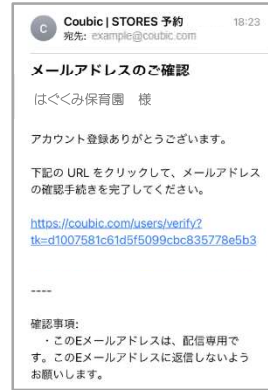 C
Coubic | STORES 予約
18:23
宛先: example@coubic.com
メールアドレスのご確認
はぐくみ保育園　様
アカウント登録ありがとうございます。
下記の URL をクリックして、メールアドレス
の確認手続きを完了してください。
https://coubic.com/users/verify?
tk=d1007581c61d5f5099cbc835778e5b3
----
確認事項:
・このEメールアドレスは、配信専用で
す。このEメールアドレスに返信しないよう
お願いします。